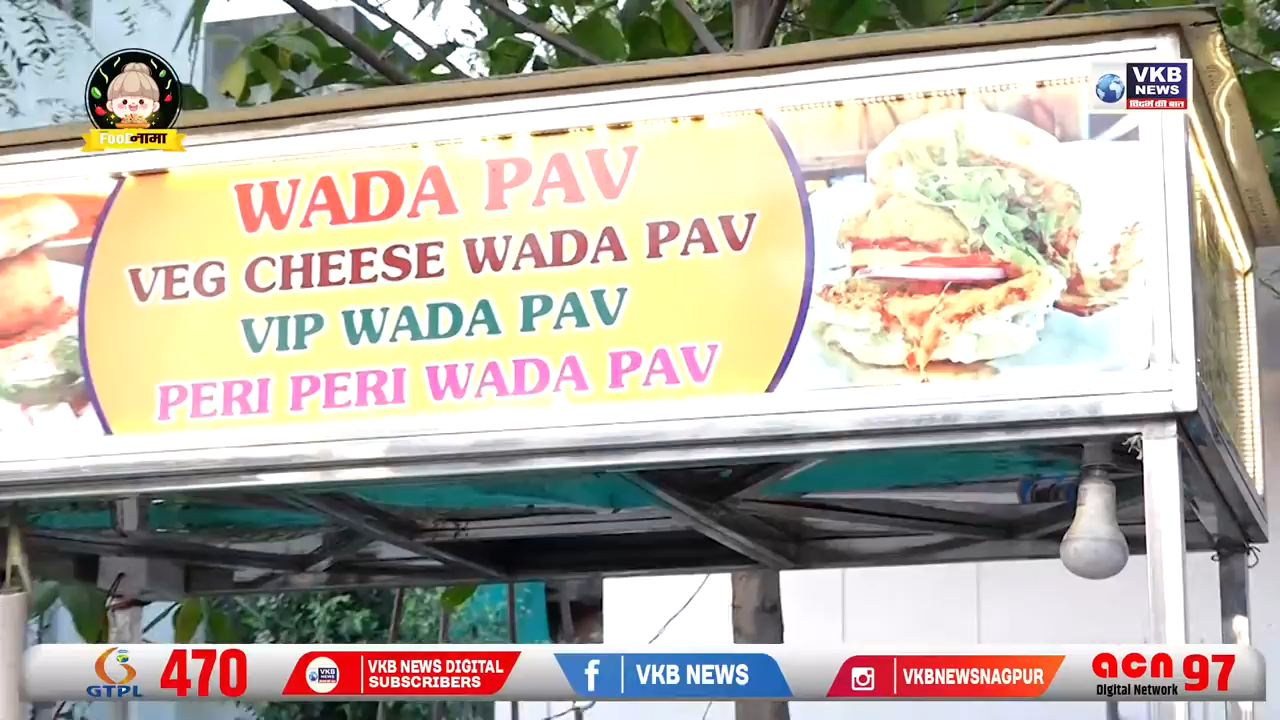 Foodनामा
VKB
NEWS
विदर्भ की बात
WADA PAV
VEG CHEESE WADA PAV
VIP WADA PAV
PERI PERI WADA PAV
GTPL
470
VKB NEWS DIGITAL
SUBSCRIBERS
VKB NEWS
VKBNEWSNAGPUR
acn 97
Digital Network